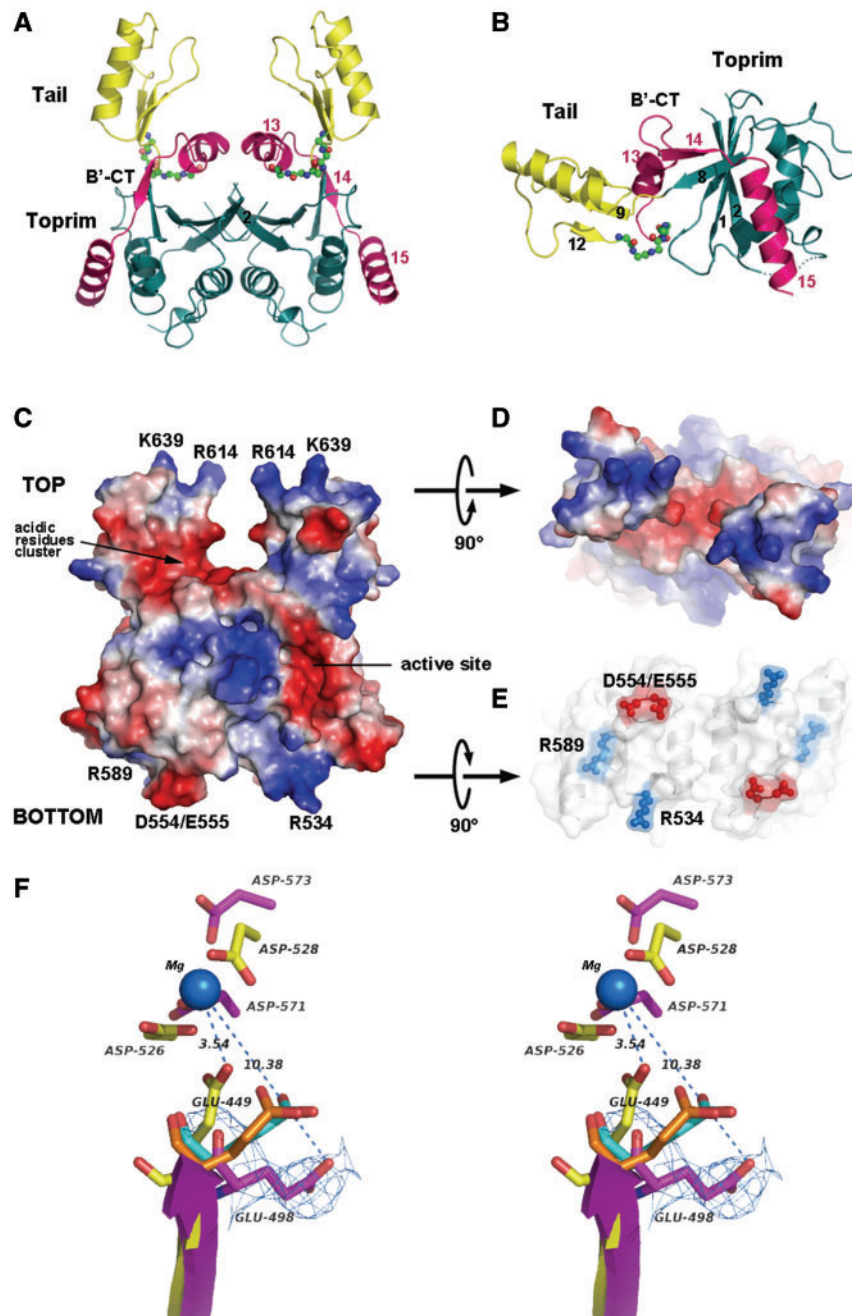 A
Tail
13
B'-CT
14
Toprim
2
15
B
Toprim
B'-CT
Tail
14
13
8
9
1
2
12
15
C
K639 R614 R614 K639
TOP
acidic
residues
cluster
active site
R589
BOTTOM
D554/E555
R534
90°
D
90°
E
D554/E555
R589
R534
F
ASP-573
ASP-528
Mg
ASP-571
ASP-526
3.54
10.38
GLU-449
GLU-498
ASP-573
ASP-528
Mg
ASP-571
ASP-526
3.54
10.38
GLU-449
GLU-498